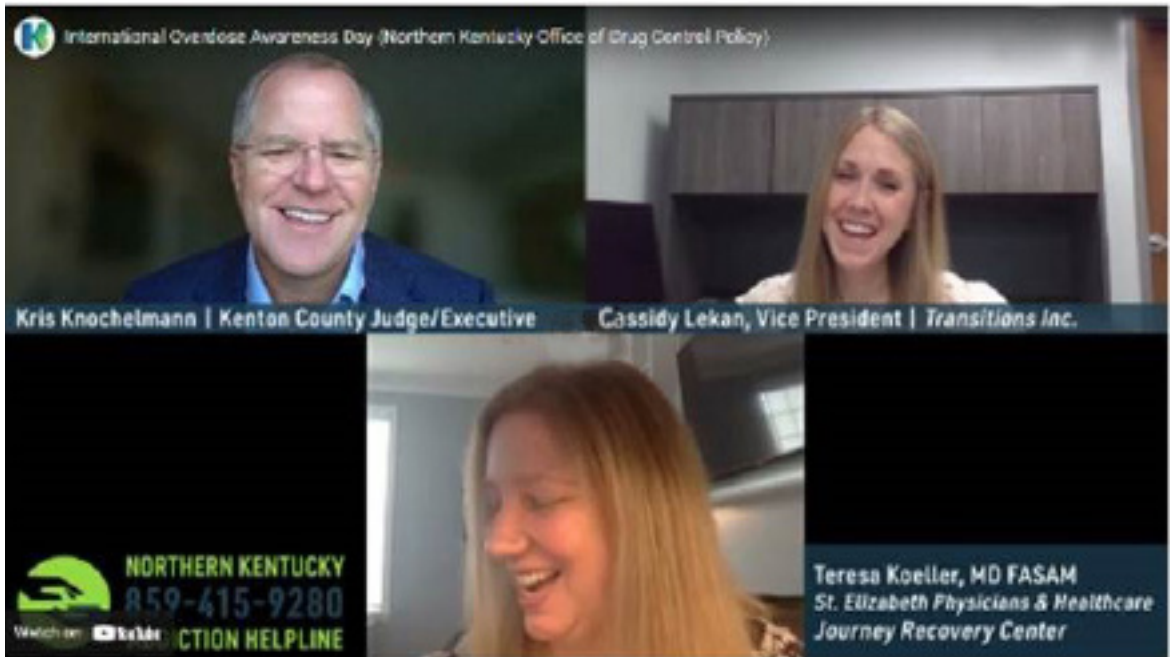 International Overdose Awareness Day (Northern Kentucky Office of Drug Control Policy)
Kris Knochelmann | Kenton County Judge/Executive
Cassidy Lekan, Vice President | Transitions Inc.
NORTHERN KENTUCKY
859-415-9280
CTION HELPLINE
Watch on YouTube
Teresa Koeller, MD FASAM
St. Elizabeth Physicians & Healthcare
Journey Recovery Center